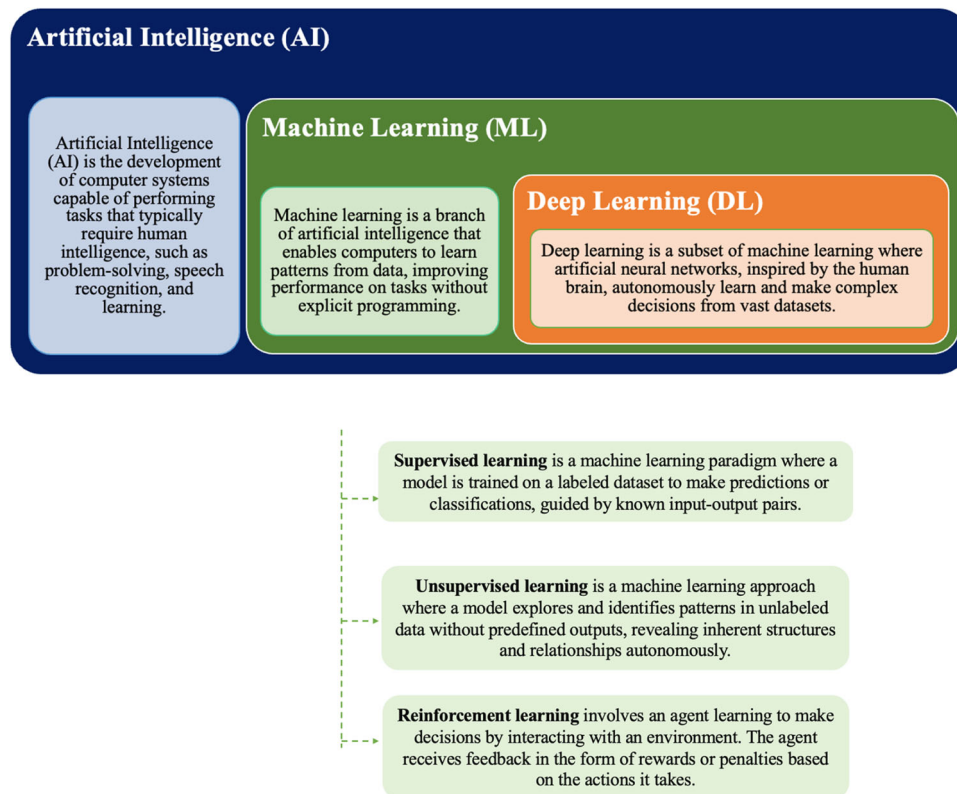 Artificial Intelligence (AI)
Artificial Intelligence
(AI) is the development
of computer systems
capable of performing
tasks that typically
require human
intelligence, such as
problem-solving, speech
recognition, and
learning.
Machine Learning (ML)
Machine learning is a branch
of artificial intelligence that
enables computers to learn
patterns from data, improving
performance on tasks without
explicit programming.
Deep Learning (DL)
Deep learning is a subset of machine learning where
artificial neural networks, inspired by the human
brain, autonomously learn and make complex
decisions from vast datasets.
Supervised learning is a machine learning paradigm where a
model is trained on a labeled dataset to make predictions or
classifications, guided by known input-output pairs.
Unsupervised learning is a machine learning approach
where a model explores and identifies patterns in unlabeled
data without predefined outputs, revealing inherent structures
and relationships autonomously.
Reinforcement learning involves an agent learning to make
decisions by interacting with an environment. The agent
receives feedback in the form of rewards or penalties based
on the actions it takes.